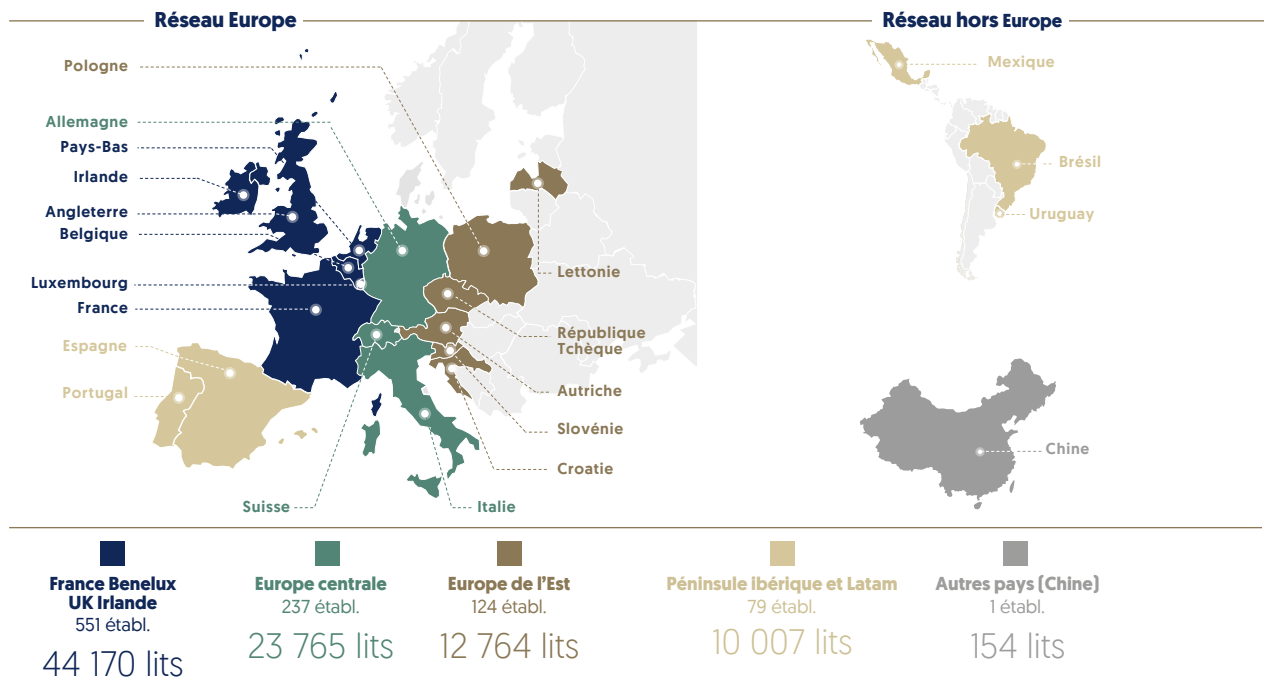 Réseau Europe
Pologne
Allemagne
Pays-Bas
Irlande
Angleterre
Belgique
Luxembourg
France
Espagne
Portugal
Suisse
Italie
Lettonie
République
Tchèque
Autriche
Slovénie
Croatie
Réseau hors Europe
Mexique
Brésil
Uruguay
Chine
France Benelux
UK Irlande
551 établ.
44 170 lits
Europe centrale
237 établ.
23 765 lits
Europe de l’Est
124 établ.
12 764 lits
Péninsule ibérique et Latam
79 établ.
10 007 lits
Autres pays (Chine)
1 établ.
154 lits